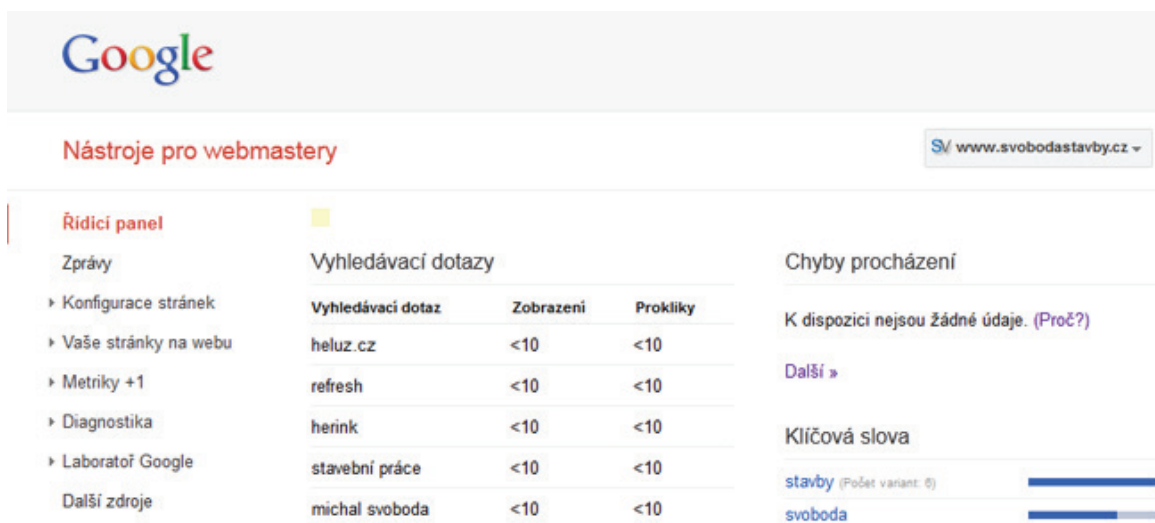 Google
Nástroje pro webmastery
SV www.svobodastavby.cz
Řídicí panel
Zprávy
Konfigurace stránek
Vaše stránky na webu
Metriky +1
Diagnostika
Laboratoř Google
Další zdroje
Vyhledávací dotazy
Vyhledávací dotaz Zobrazení Prokliky
heluz.cz <10 <10
refresh <10 <10
herink <10 <10
stavební práce <10 <10
michal svoboda <10 <10
Chyby procházení
K dispozici nejsou žádné údaje. (Proč?)
Další »
Klíčová slova
stavby (Počet variant: 6)
svoboda